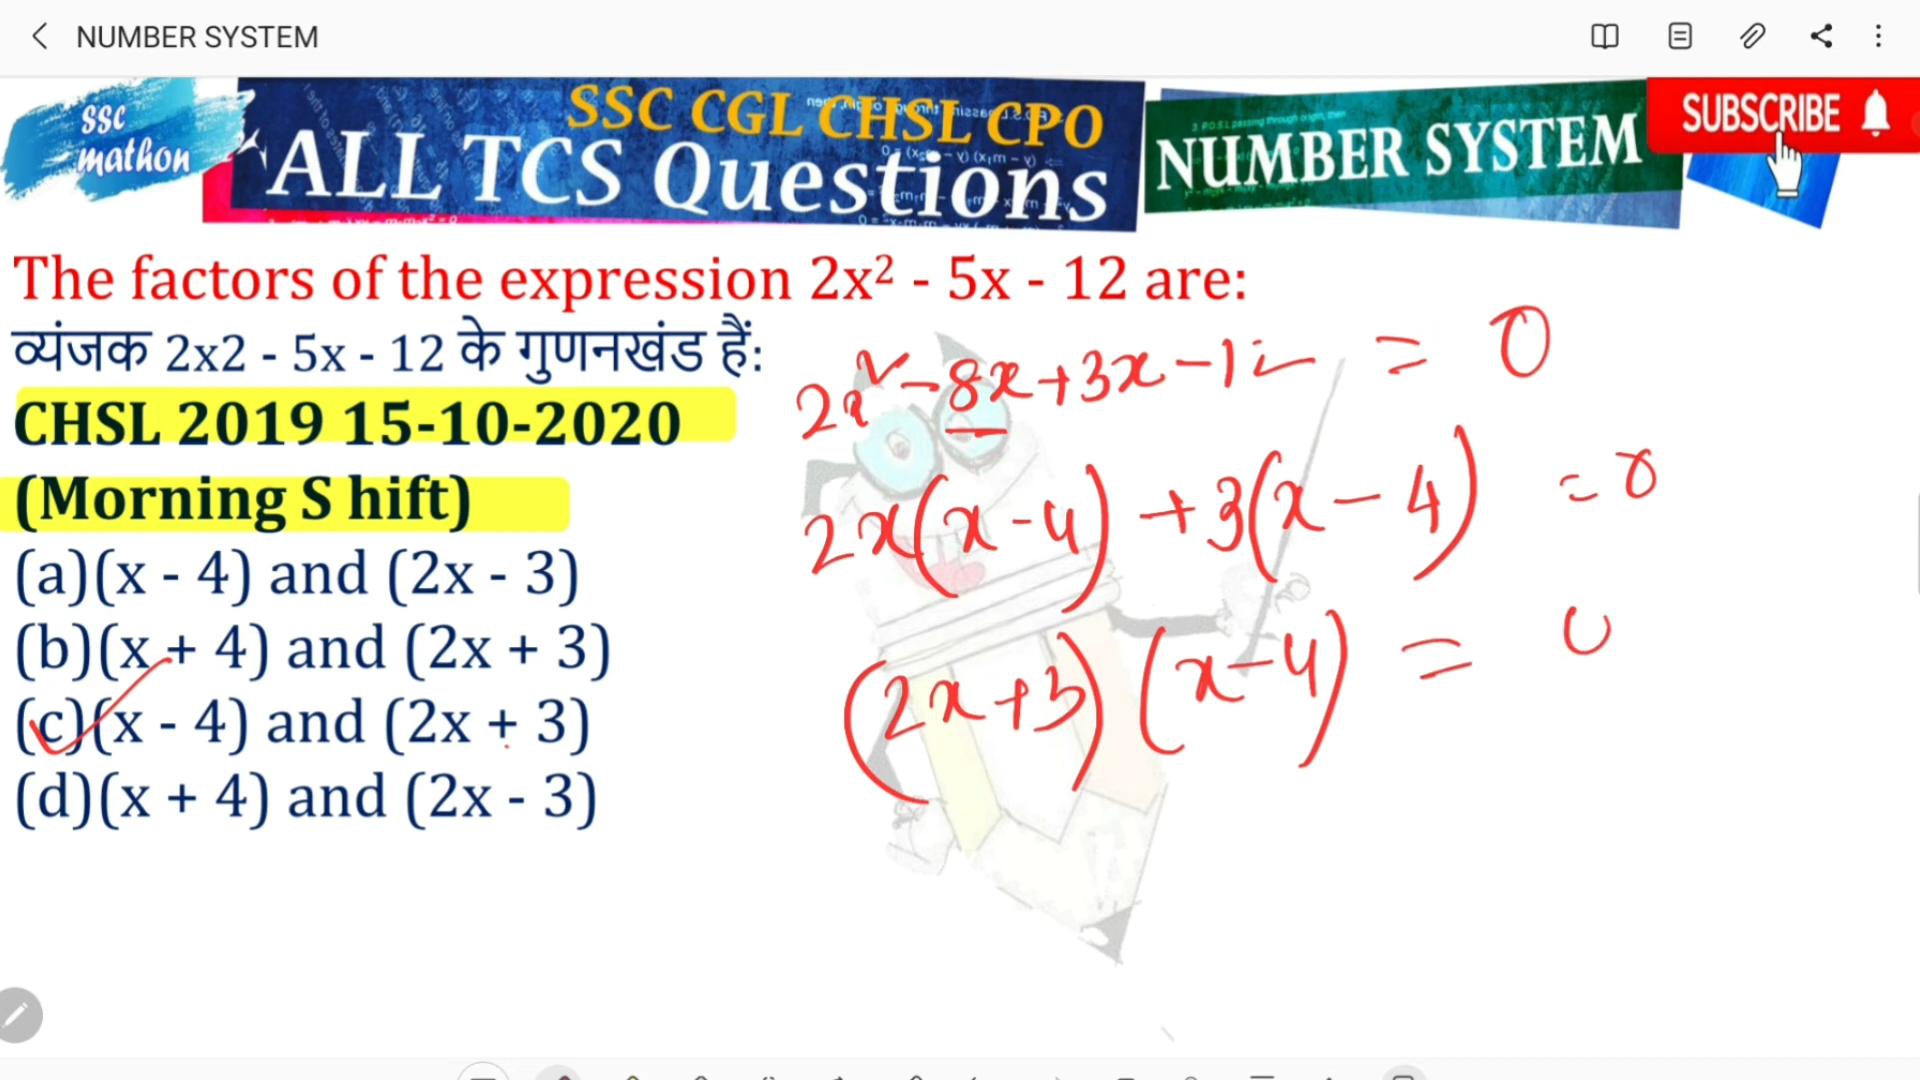 NUMBER SYSTEM
SSC mathon
SSC CGL CHSL CPO
ALL TCS Questions
NUMBER SYSTEM
SUBSCRIBE
The factors of the expression 2x² - 5x - 12 are:
व्यंजक 2x2 - 5x - 12 के गुणनखंड हैं:
CHSL 2019 15-10-2020
(Morning S hift)
(a)(x - 4) and (2x - 3)
(b)(x + 4) and (2x + 3)
(c)(x - 4) and (2x + 3)
(d)(x + 4) and (2x - 3)
2x² - 8x + 3x - 12 = 0
2x(x - 4) + 3(x - 4) = 0
(2x + 3)(x - 4) = 0